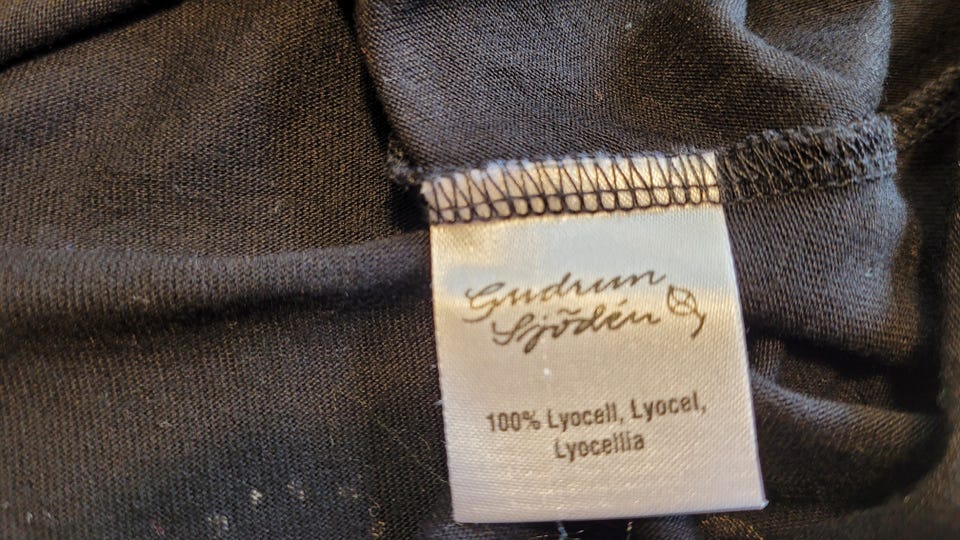 Gudrun
Sjödén
100% Lyocell, Lyocel,
Lyocellia